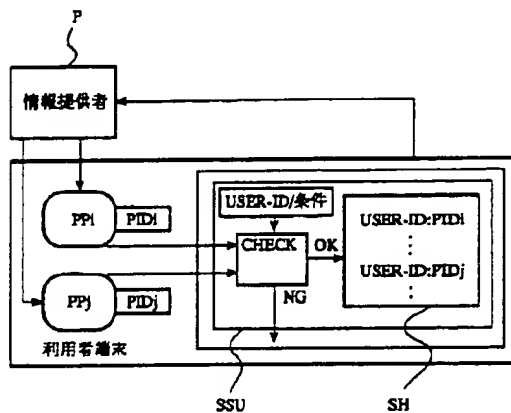 P
情報提供者
PPi
PIDi
PPj
PIDj
利用者端末
USER-ID/条件
CHECK
OK
NG
USER-ID:PIDi
⋮
USER-ID:PIDj
⋮
SSU
SH